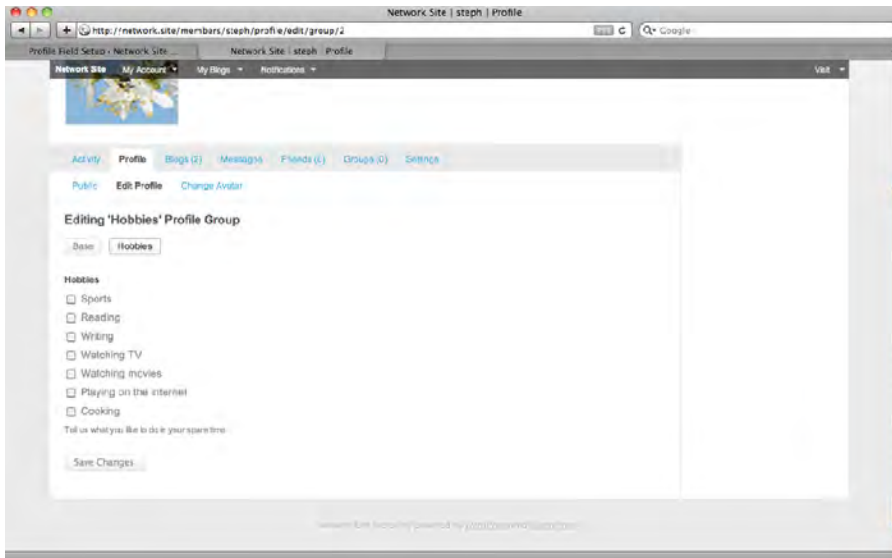 Network Site | steph | Profile
http://network.site/members/steph/profile/edit/group/2
Google
Profile Field Setup ‹ Network Site ...
Network Site | steph | Profile
Network Site My Account My Blogs Notifications Visit
Activity Profile Blogs (2) Messages Friends Groups (0) Settings
Public Edit Profile Change Avatar
Editing 'Hobbies' Profile Group
Base Hobbies
Hobbies
Sports
Reading
Writing
Watching TV
Watching movies
Playing on the internet
Cooking
Tell us what you like to do in your spare time
Save Changes